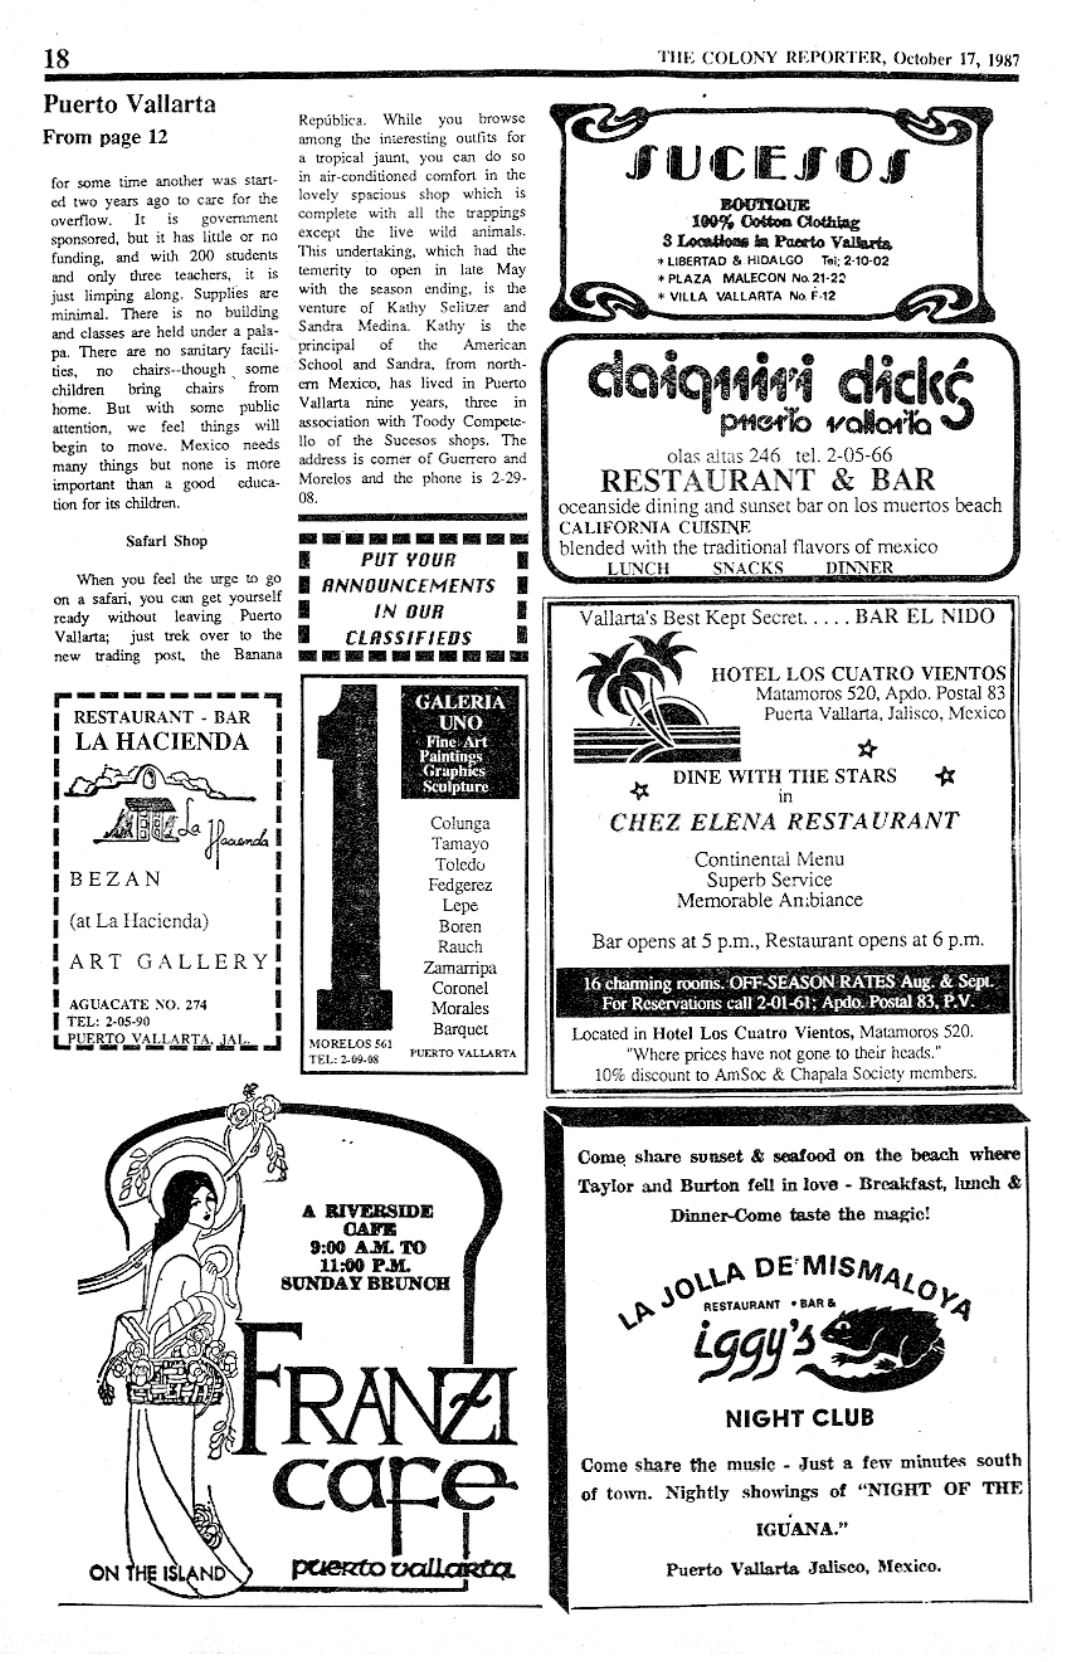 18
THE COLONY REPORTER, October 17, 1987
Puerto Vallarta
From page 12
for some time another was start-
ed two years ago to care for the
overflow. It is government
sponsored, but it has little or no
funding, and with 200 students
and only three teachers, it is
just limping along. Supplies are
minimal. There is no building
and classes are held under a pala-
pa. There are no sanitary facili-
ties, no chairs--though some
children bring chairs from
home. But with some public
attention, we feel things will
begin to move. Mexico needs
many things but none is more
important than a good educa-
tion for its children.
Safari Shop
When you feel the urge to go
on a safari, you can get yourself
ready without leaving Puerto
Vallarta; just trek over to the
new trading post, the Banana
República. While you browse
among the interesting outfits for
a tropical jaunt, you can do so
in air-conditioned comfort in the
lovely spacious shop which is
complete with all the trappings
except the live wild animals.
This undertaking, which had the
temerity to open in late May
with the season ending, is the
venture of Kathy Selitzer and
Sandra Medina. Kathy is the
principal of the American
School and Sandra, from north-
ern Mexico, has lived in Puerto
Vallarta nine years, three in
association with Toody Compete-
llo of the Sucesos shops. The
address is corner of Guerrero and
Morelos and the phone is 2-29-
08.
PUT YOUR
ANNOUNCEMENTS
IN OUR
CLASSIFIEDS
RESTAURANT - BAR
LA HACIENDA
La Hacienda
BEZAN
(at La Hacienda)
ART GALLERY
AGUACATE NO. 274
TEL: 2-05-90
PUERTO VALLARTA, JAL.
1
GALERIA
UNO
Fine Art
Paintings
Graphics
Sculpture
Colunga
Tamayo
Toledo
Fedgerez
Lepe
Boren
Rauch
Zamarripa
Coronel
Morales
Barquet
MORELOS 561
TEL: 2-09-08
PUERTO VALLARTA
SUCESOS
BOUTIQUE
100% Cotton Clothing
3 Locations in Puerto Vallarta
* LIBERTAD & HIDALGO Tel; 2-10-02
* PLAZA MALECON No. 21-22
* VILLA VALLARTA No. F-12
daiquiri dick's
puerto vallarta
olas altas 246 tel. 2-05-66
RESTAURANT & BAR
oceanside dining and sunset bar on los muertos beach
CALIFORNIA CUISINE
blended with the traditional flavors of mexico
LUNCH SNACKS DINNER
Vallarta's Best Kept Secret. . . . . BAR EL NIDO
HOTEL LOS CUATRO VIENTOS
Matamoros 520, Apdo. Postal 83
Puerta Vallarta, Jalisco, Mexico
DINE WITH THE STARS
in
CHEZ ELENA RESTAURANT
Continental Menu
Superb Service
Memorable Ambiance
Bar opens at 5 p.m., Restaurant opens at 6 p.m.
16 charming rooms. OFF-SEASON RATES Aug. & Sept.
For Reservations call 2-01-61; Apdo. Postal 83, P.V.
Located in Hotel Los Cuatro Vientos, Matamoros 520.
"Where prices have not gone to their heads."
10% discount to AmSoc & Chapala Society members.
A RIVERSIDE
CAFE
9:00 A.M. TO
11:00 P.M.
SUNDAY BRUNCH
FRANZI
cafe
ON THE ISLAND
puerto vallarta
Come share sunset & seafood on the beach where
Taylor and Burton fell in love - Breakfast, lunch &
Dinner-Come taste the magic!
LA JOLLA DE MISMALOYA
RESTAURANT • BAR &
iggy's
NIGHT CLUB
Come share the music - Just a few minutes south
of town. Nightly showings of "NIGHT OF THE
IGUANA."
Puerto Vallarta Jalisco, Mexico.